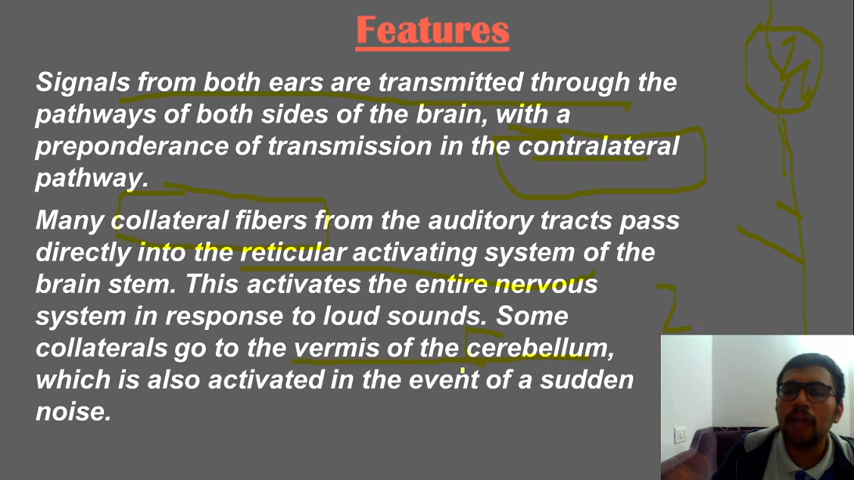 Features
Signals from both ears are transmitted through the
pathways of both sides of the brain, with a
preponderance of transmission in the contralateral
pathway.
Many collateral fibers from the auditory tracts pass
directly into the reticular activating system of the
brain stem. This activates the entire nervous
system in response to loud sounds. Some
collaterals go to the vermis of the cerebellum,
which is also activated in the event of a sudden
noise.
2